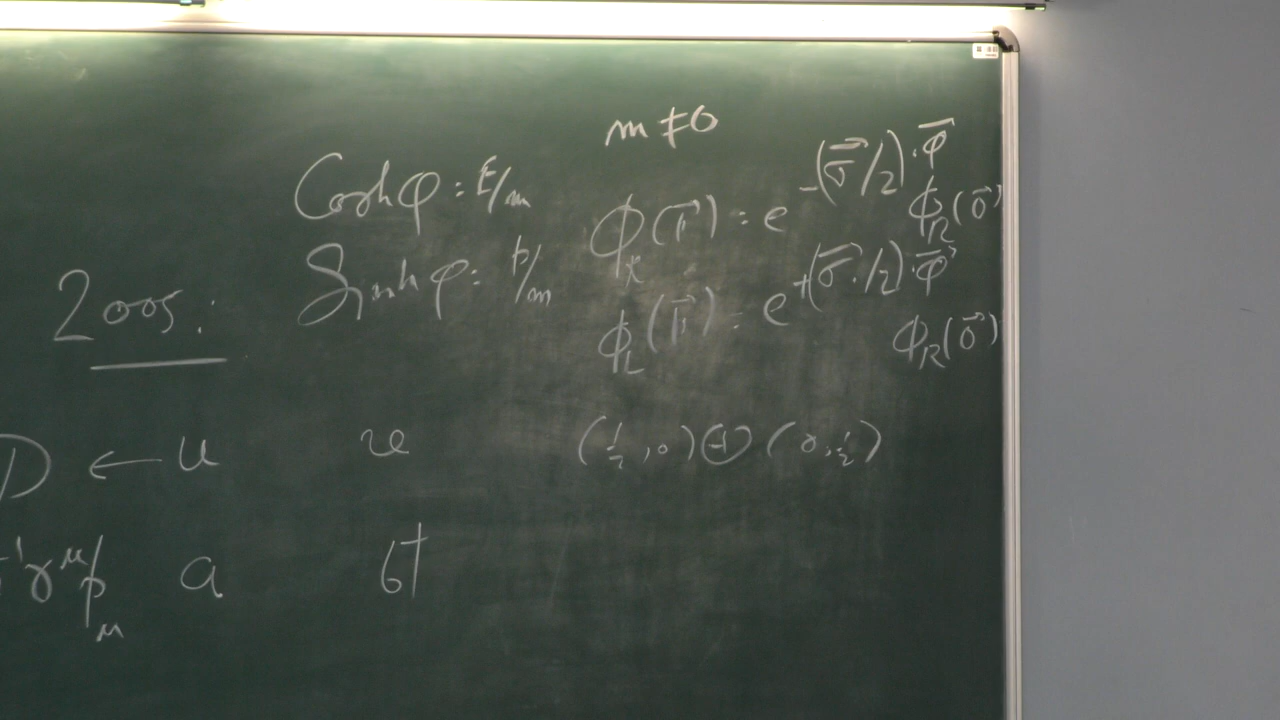 m ≠ 0
Cosh φ : E/m
Sinh φ : p/m
2005 :
ϕ_R(p⃗) : e^{-(σ⃗/2)·φ⃗} ϕ_R(0⃗)
ϕ_L(p⃗) : e^{+(σ⃗·/2)·φ⃗} ϕ_R(0⃗)
D ← u v
(½, 0) ⊕ (0, ½)
γ^μ p_μ a b†